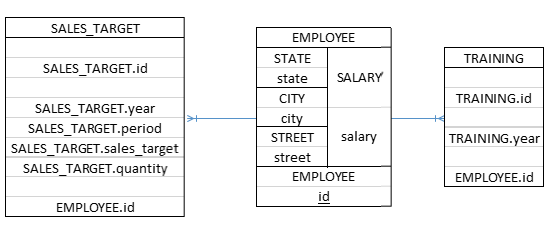 SALES_TARGET
SALES_TARGET.id
SALES_TARGET.year
SALES_TARGET.period
SALES_TARGET.sales_target
SALES_TARGET.quantity
EMPLOYEE.id
EMPLOYEE
STATE
state
CITY
city
STREET
street
SALARY
salary
EMPLOYEE
id
TRAINING
TRAINING.id
TRAINING.year
EMPLOYEE.id